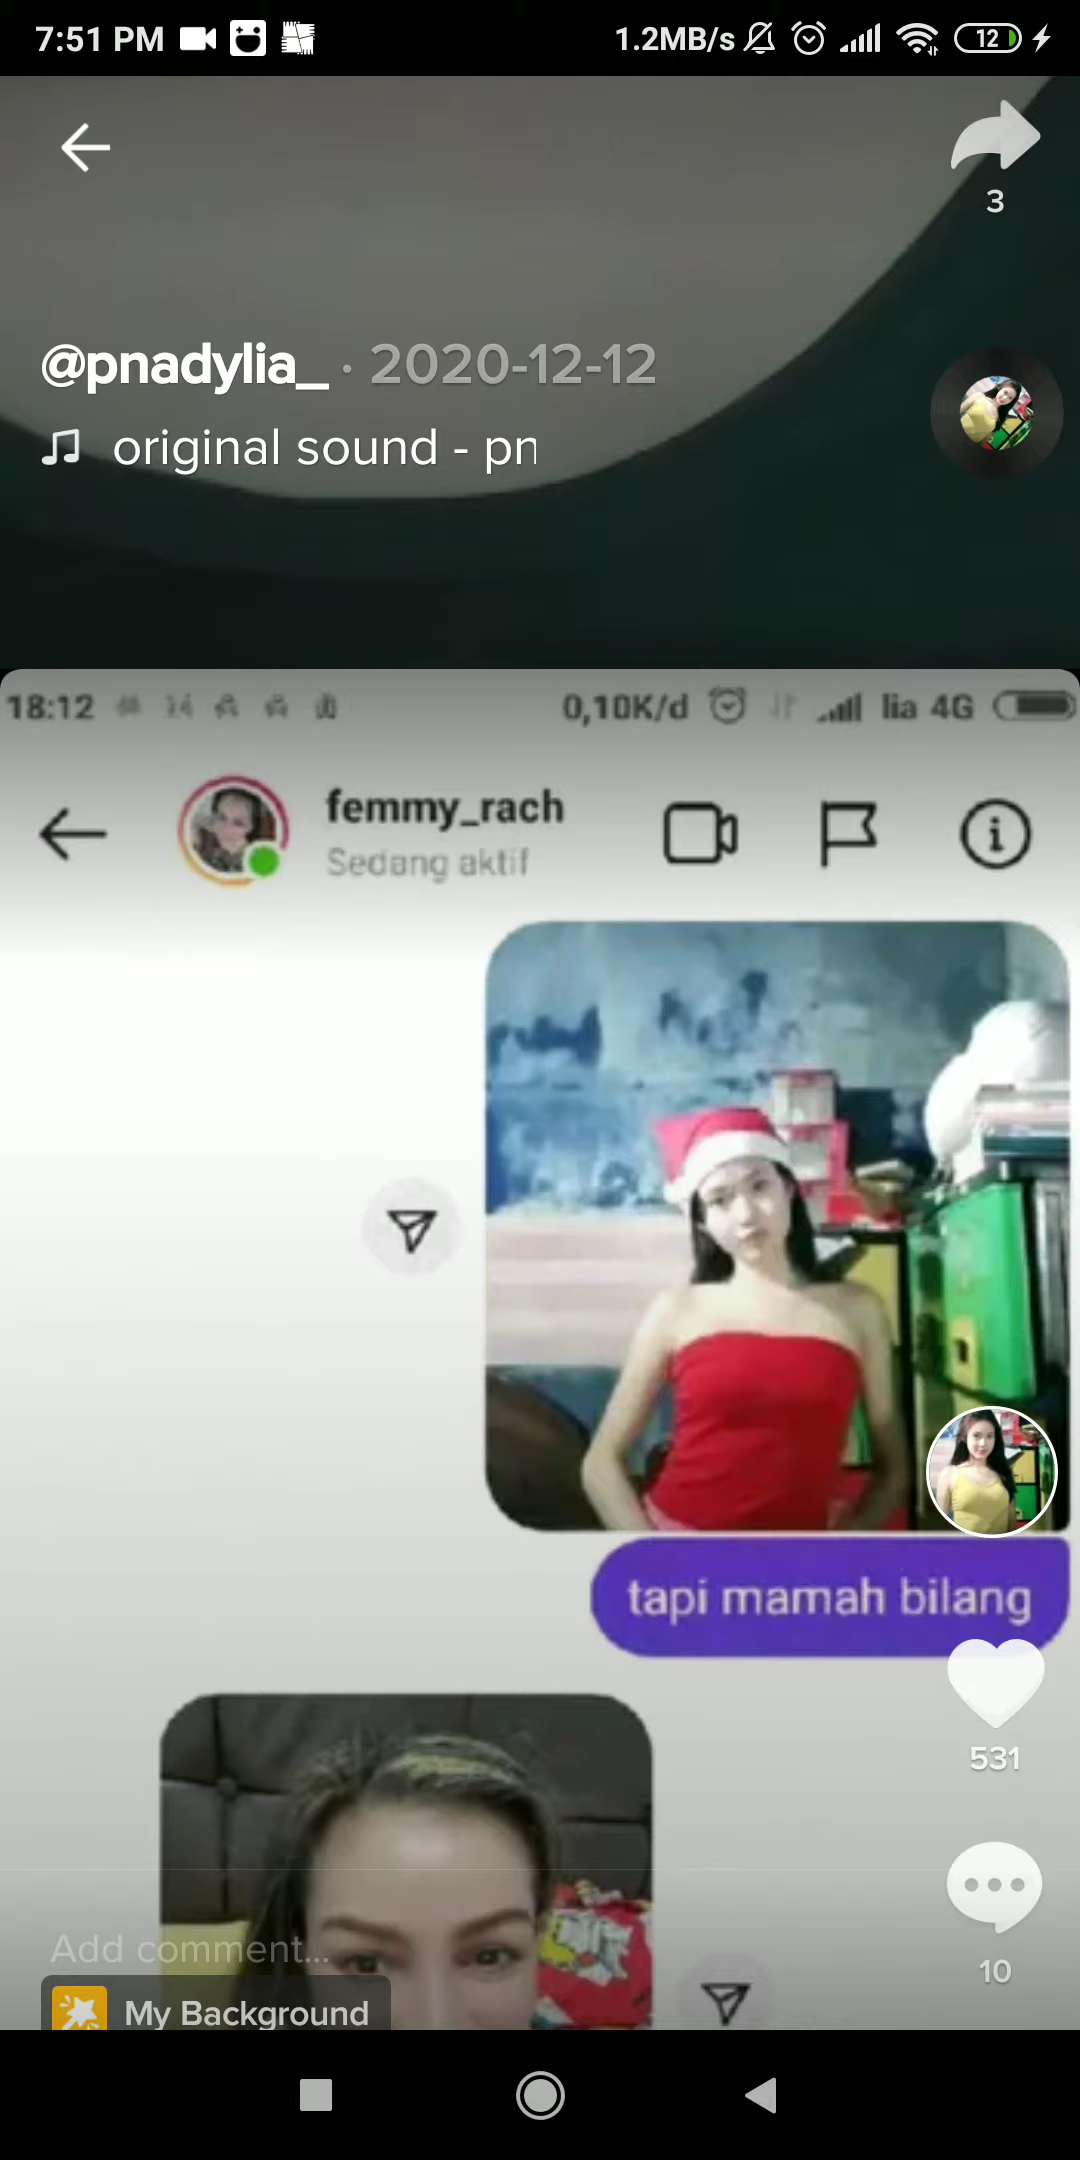 7:51 PM 1.2MB/s 12
3
@pnadylia_ · 2020-12-12
original sound - pn
18:12 0,10K/d lia 4G
femmy_rach
Sedang aktif
tapi mamah bilang
531
Add comment...
10
My Background